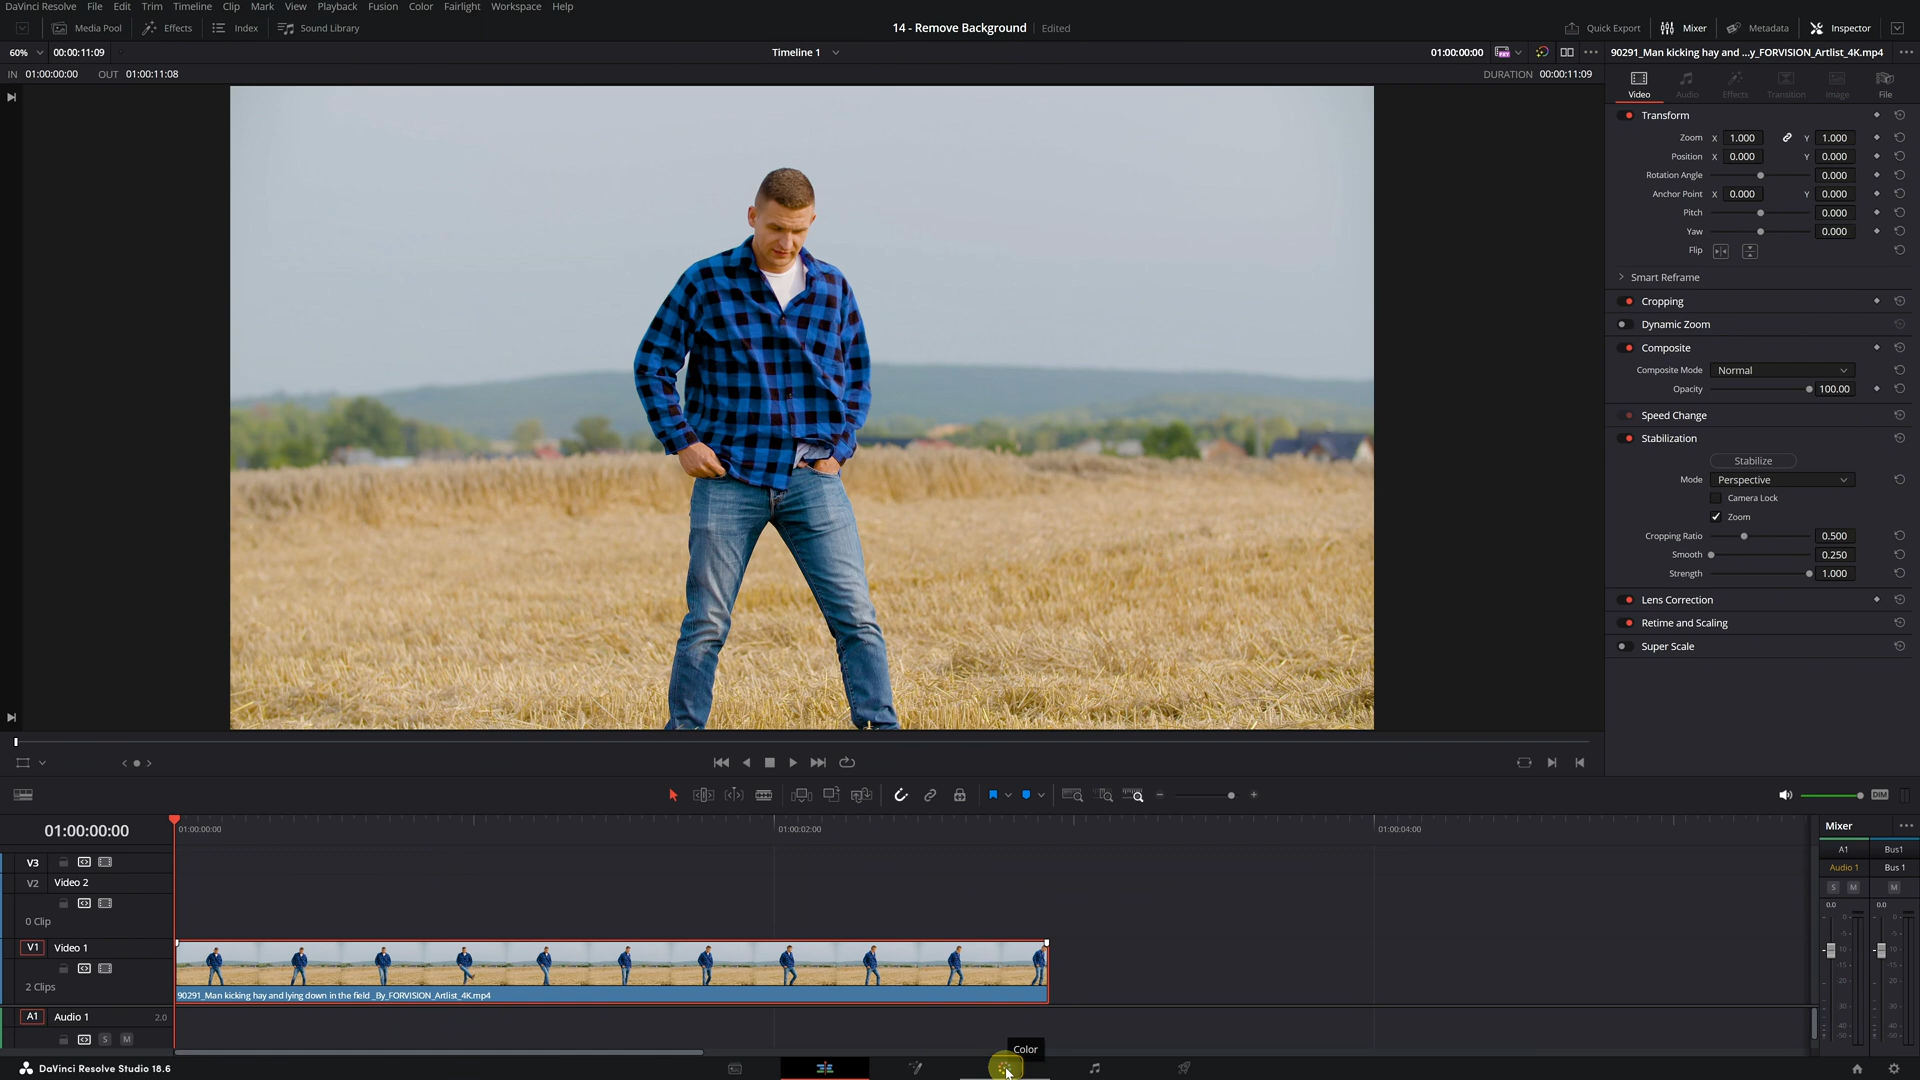 DaVinci Resolve File Edit Trim Timeline Clip Mark View Playback Fusion Color Fairlight Workspace Help
Media Pool Effects Index Sound Library 14 - Remove Background Edited Quick Export Mixer Metadata Inspector
60% 00:00:11:09 Timeline 1 01:00:00:00 90291_Man kicking hay and ...y_FORVISION_Artlist_4K.mp4
IN 01:00:00:00 OUT 01:00:11:08 DURATION 00:00:11:09
Video Audio Effects Transition Image File
Transform
Zoom X 1.000 Y 1.000
Position X 0.000 Y 0.000
Rotation Angle 0.000
Anchor Point X 0.000 Y 0.000
Pitch 0.000
Yaw 0.000
Flip
Smart Reframe
Cropping
Dynamic Zoom
Composite
Composite Mode Normal
Opacity 100.00
Speed Change
Stabilization
Stabilize
Mode Perspective
Camera Lock
Zoom
Cropping Ratio 0.500
Smooth 0.250
Strength 1.000
Lens Correction
Retime and Scaling
Super Scale
DIM
01:00:00:00 01:00:00:00 01:00:02:00 01:00:04:00
Mixer
V3
V2 Video 2
0 Clip
V1 Video 1
2 Clips
90291_Man kicking hay and lying down in the field _By_FORVISION_Artlist_4K.mp4
A1 Audio 1 2.0
S M
A1 Bus1
Audio 1 Bus 1
S M M
0.0 0.0
Color
DaVinci Resolve Studio 18.6